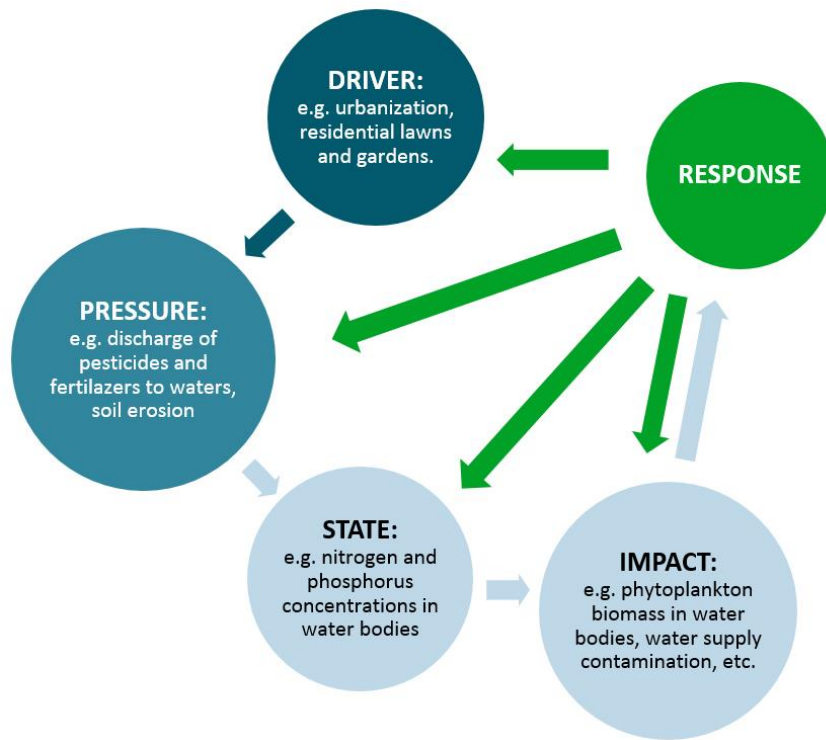 DRIVER:
e.g. urbanization,
residential lawns
and gardens.
RESPONSE
PRESSURE:
e.g. discharge of
pesticides and
fertilazers to waters,
soil erosion
STATE:
e.g. nitrogen and
phosphorus
concentrations in
water bodies
IMPACT:
e.g. phytoplankton
biomass in water
bodies, water supply
contamination, etc.